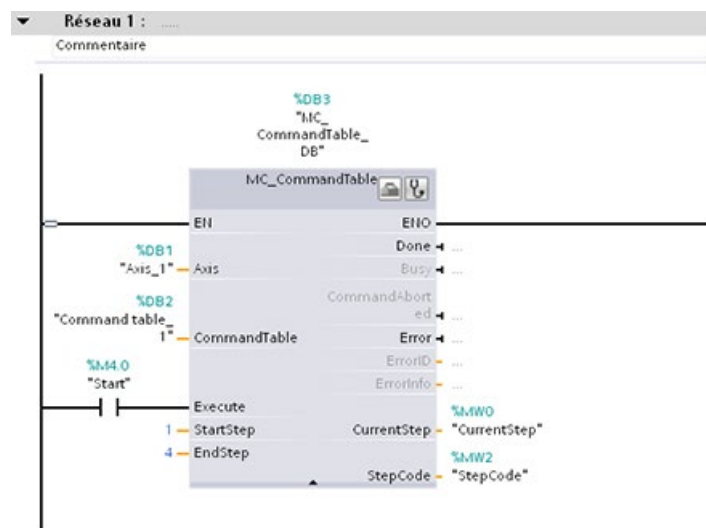 Réseau 1 : .....
Commentaire
%DB3
"MC_
CommandTable_
DB"
MC_CommandTable
EN ENO
%DB1 Done ...
"Axis_1" Axis Busy ...
%DB2 CommandAbort
"Command table_ ed ...
1" CommandTable Error ...
%M4.0 ErrorID ...
"Start" ErrorInfo ...
Execute %MW0
1 StartStep CurrentStep "CurrentStep"
4 EndStep %MW2
StepCode "StepCode"